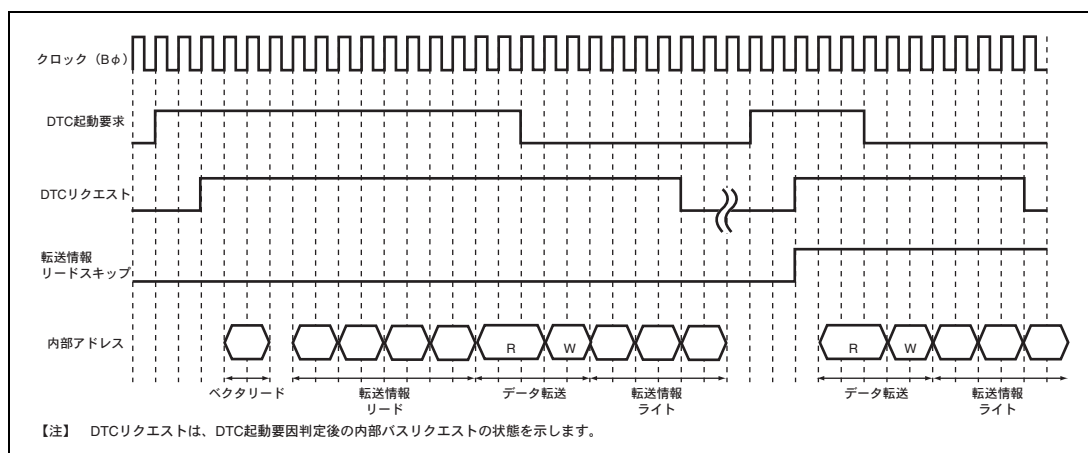 クロック（Bφ）
DTC起動要求
DTCリクエスト
転送情報
リードスキップ
内部アドレス
R
W
R
W
ベクタリード
転送情報
リード
データ転送
転送情報
ライト
データ転送
転送情報
ライト
【注】 DTCリクエストは、DTC起動要因判定後の内部バスリクエストの状態を示します。